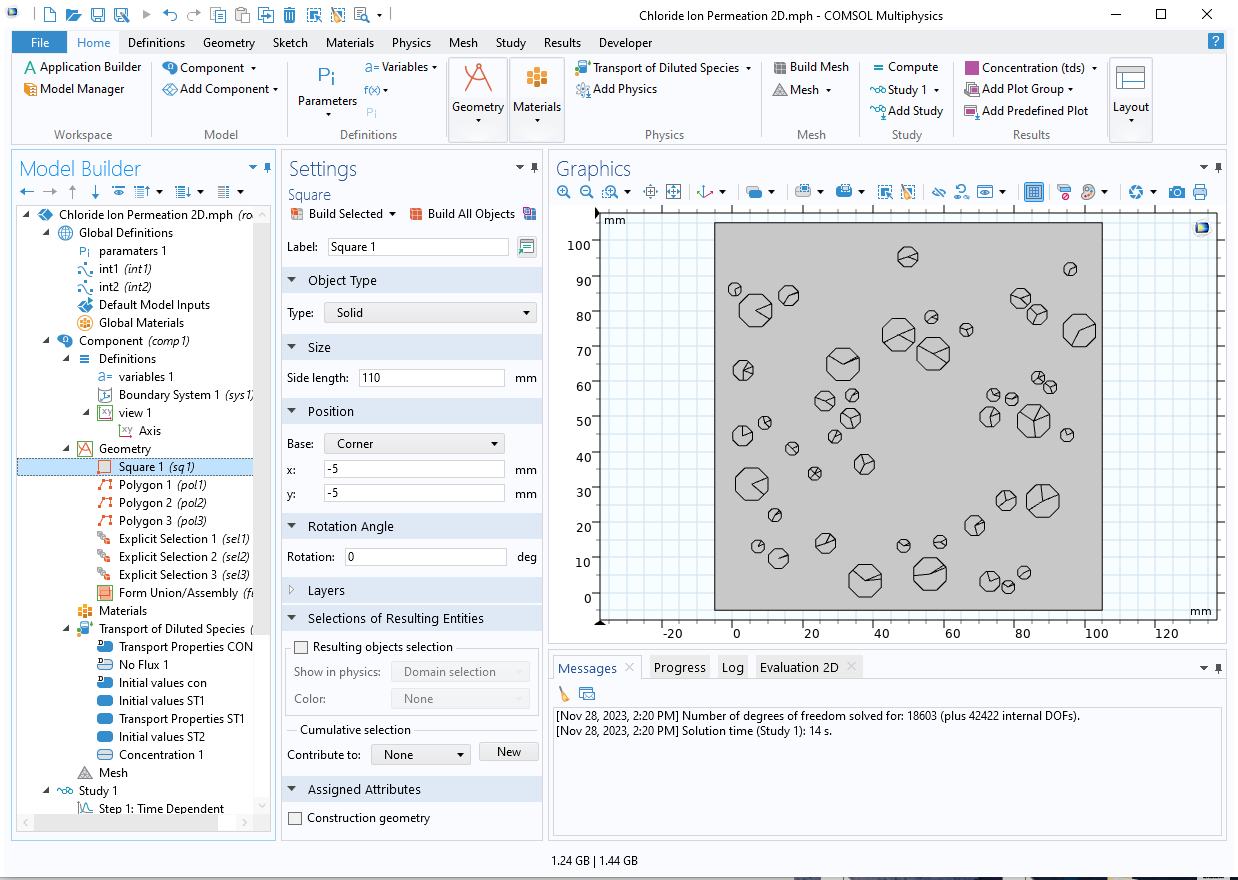 Chloride Ion Permeation 2D.mph - COMSOL Multiphysics
File Home Definitions Geometry Sketch Materials Physics Mesh Study Results Developer ?
A Application Builder
Model Manager
Workspace
Component
Add Component
Model
Pi
Parameters
a= Variables
f(x)
Pi
Definitions
Geometry
Materials
Transport of Diluted Species
Add Physics
Physics
Build Mesh
Mesh
Mesh
= Compute
Study 1
Add Study
Study
Concentration (tds)
Add Plot Group
Add Predefined Plot
Results
Layout
Model Builder
Chloride Ion Permeation 2D.mph (ro
Global Definitions
Pi paramaters 1
int1 (int1)
int2 (int2)
Default Model Inputs
Global Materials
Component (comp1)
Definitions
a= variables 1
Boundary System 1 (sys1)
xy view 1
xy Axis
Geometry
Square 1 (sq1)
Polygon 1 (pol1)
Polygon 2 (pol2)
Polygon 3 (pol3)
Explicit Selection 1 (sel1)
Explicit Selection 2 (sel2)
Explicit Selection 3 (sel3)
Form Union/Assembly (fi
Materials
Transport of Diluted Species (
Transport Properties CON
No Flux 1
Initial values con
Initial values ST1
Transport Properties ST1
Initial values ST2
Concentration 1
Mesh
Study 1
Step 1: Time Dependent
Settings
Square
Build Selected Build All Objects
Label: Square 1
Object Type
Type: Solid
Size
Side length: 110 mm
Position
Base: Corner
x: -5 mm
y: -5 mm
Rotation Angle
Rotation: 0 deg
Layers
Selections of Resulting Entities
Resulting objects selection
Show in physics: Domain selection
Color: None
Cumulative selection
Contribute to: None New
Assigned Attributes
Construction geometry
Graphics
mm
100
90
80
70
60
50
40
30
20
10
0
mm
-20 0 20 40 60 80 100 120
Messages Progress Log Evaluation 2D
[Nov 28, 2023, 2:20 PM] Number of degrees of freedom solved for: 18603 (plus 42422 internal DOFs).
[Nov 28, 2023, 2:20 PM] Solution time (Study 1): 14 s.
1.24 GB | 1.44 GB